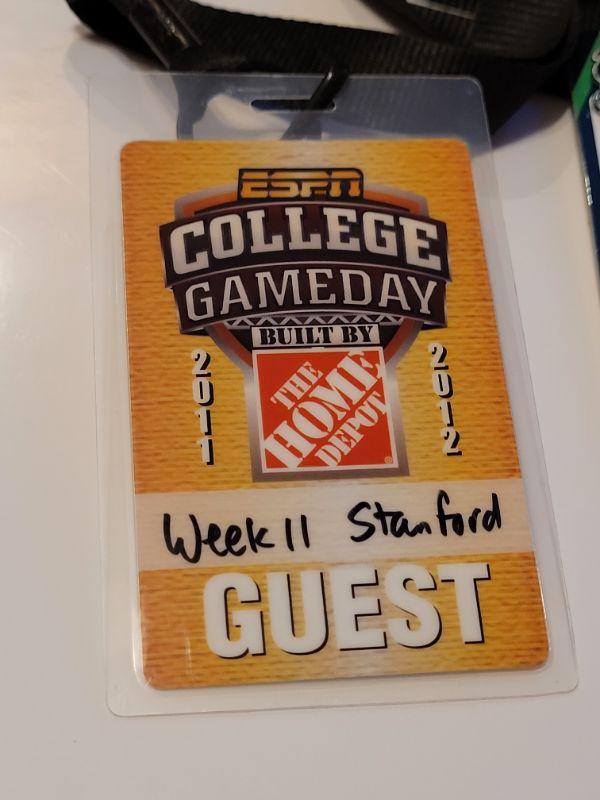 ESPN
COLLEGE
GAMEDAY
BUILT BY
THE
HOME
DEPOT
2011
2012
Week 11 Stanford
GUEST